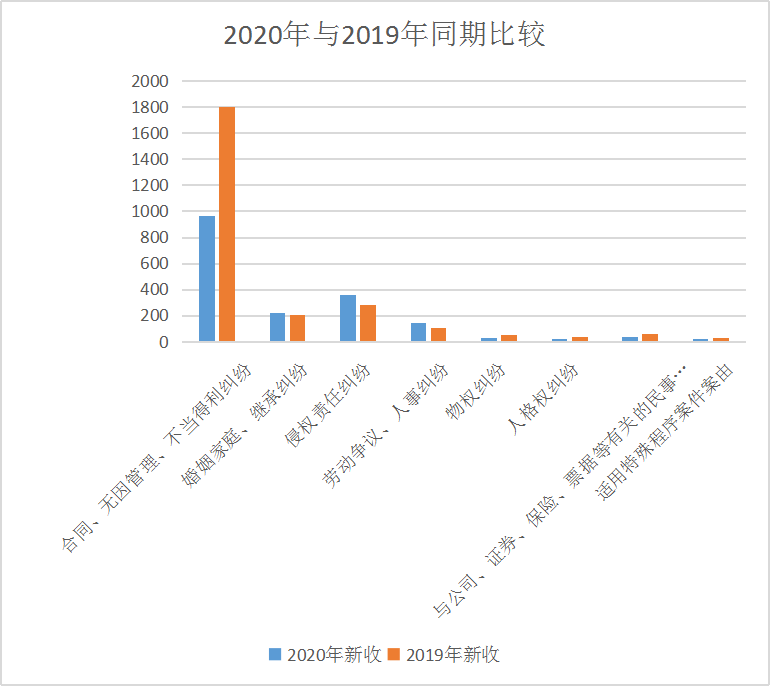 2020年与2019年同期比较
2000
1800
1600
1400
1200
1000
800
600
400
200
0
合同、无因管理、不当得利纠纷
婚姻家庭、继承纠纷
侵权责任纠纷
劳动争议、人事纠纷
物权纠纷
人格权纠纷
与公司、证券、保险、票据等有关的民事…
适用特殊程序案件案由
2020年新收
2019年新收